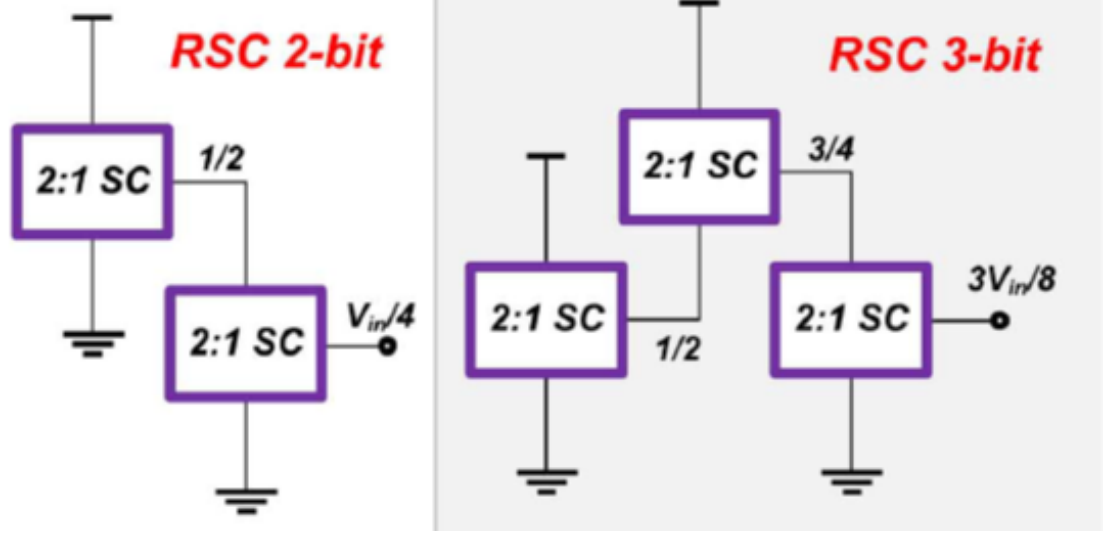 RSC 2-bit
2:1 SC
1/2
2:1 SC
Vin/4
RSC 3-bit
2:1 SC
3/4
2:1 SC
1/2
2:1 SC
3Vin/8